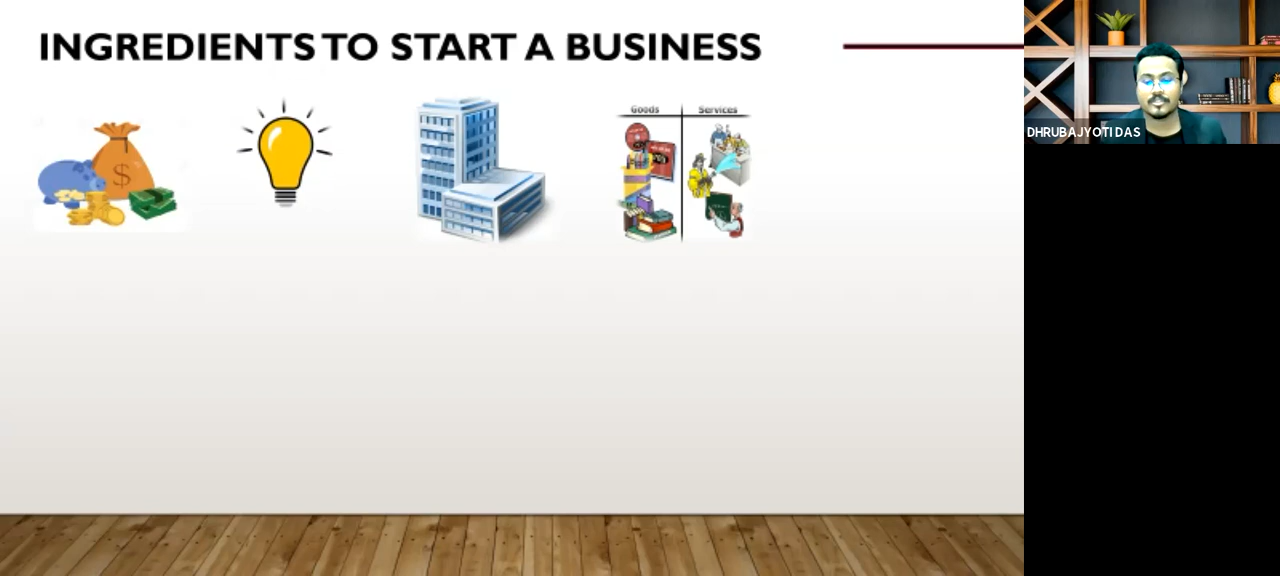 INGREDIENTS TO START A BUSINESS
Goods Services
$
DHRUBAJYOTI DAS